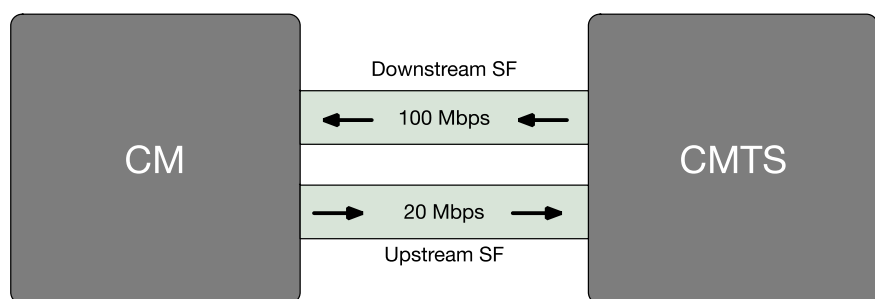 Downstream SF
100 Mbps
CM
CMTS
20 Mbps
Upstream SF